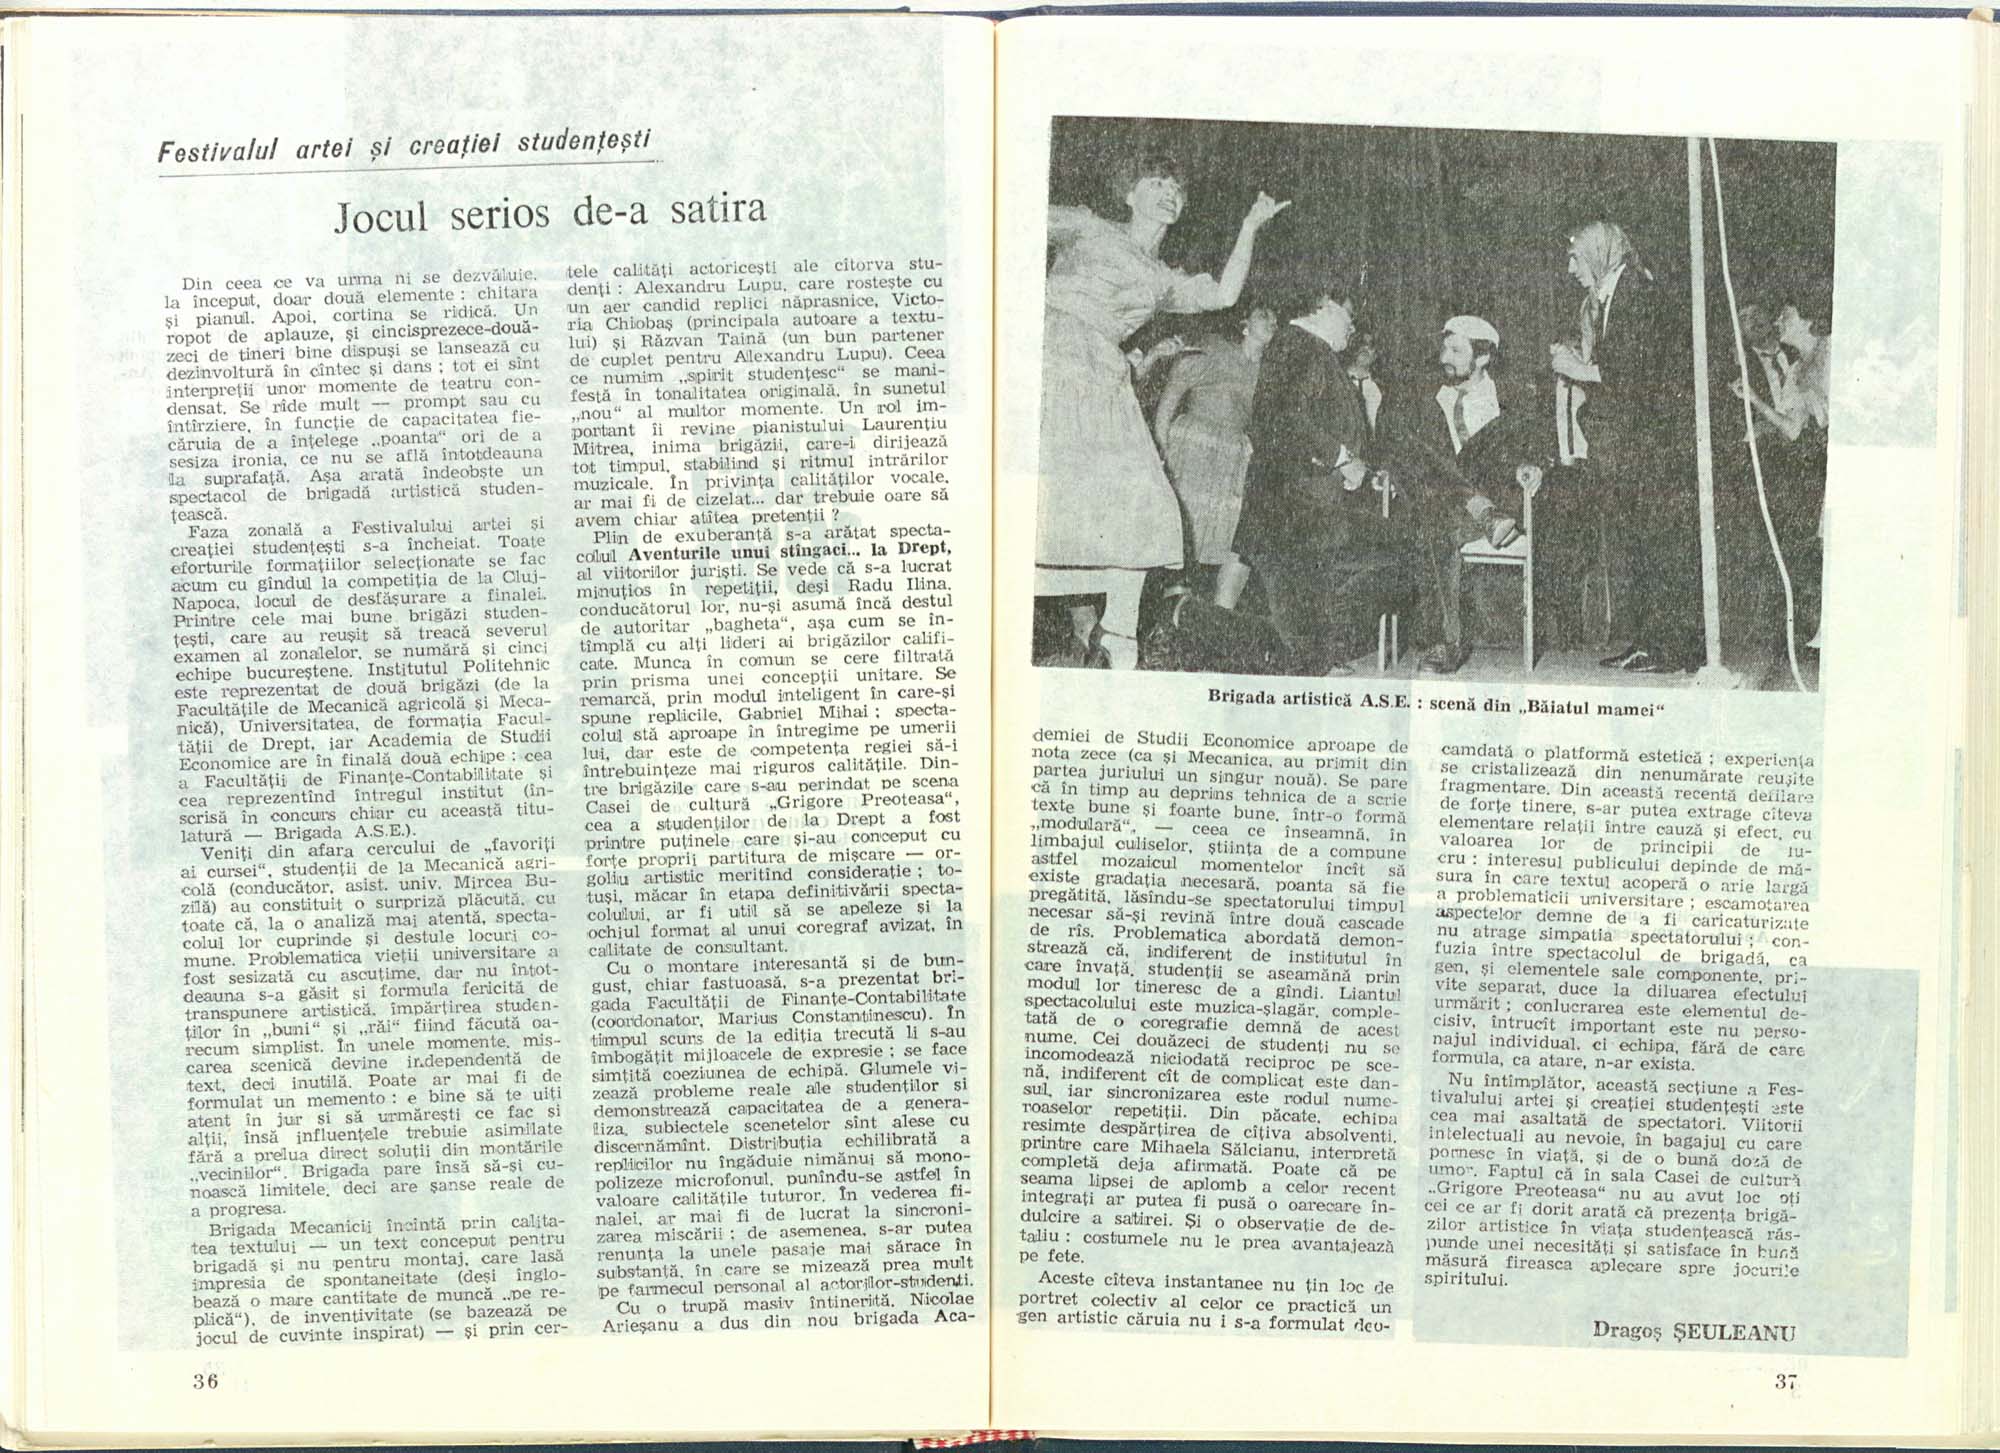 Festivalul artei și creației studențești
Jocul serios de-a satira
Din ceea ce va urma ni se dezvăluie,
la început, doar două elemente : chitara
și pianul. Apoi, cortina se ridică. Un
ropot de aplauze, și cincisprezece-două-
zeci de tineri bine dispuși se lansează cu
dezinvoltură în cîntec și dans ; tot ei sînt
interpreții unor momente de teatru con-
densat. Se rîde mult — prompt sau cu
întîrziere, în funcție de capacitatea fie-
căruia de a înțelege „poanta“ ori de a
sesiza ironia, ce nu se află întotdeauna
la suprafață. Așa arată îndeobște un
spectacol de brigadă artistică studen-
țească.
Faza zonală a Festivalului artei și
creației studențești s-a încheiat. Toate
eforturile formațiilor selecționate se fac
acum cu gîndul la competiția de la Cluj-
Napoca, locul de desfășurare a finalei.
Printre cele mai bune brigăzi studen-
țești, care au reușit să treacă severul
examen al zonalelor, se numără și cinci
echipe bucureștene. Institutul Politehnic
este reprezentat de două brigăzi (de la
Facultățile de Mecanică agricolă și Meca-
nică), Universitatea, de formația Facul-
tății de Drept, iar Academia de Studii
Economice are în finală două echipe : cea
a Facultății de Finanțe-Contabilitate și
cea reprezentînd întregul institut (în-
scrisă în concurs chiar cu această titu-
latură — Brigada A.S.E.).
Veniți din afara cercului de „favoriți
ai cursei“, studenții de la Mecanică agri-
colă (conducător, asist. univ. Mircea Bu-
zilă) au constituit o surpriză plăcută, cu
toate că, la o analiză mai atentă, specta-
colul lor cuprinde și destule locuri co-
mune. Problematica vieții universitare a
fost sesizată cu ascuțime, dar nu întot-
deauna s-a găsit și formula fericită de
transpunere artistică, împărțirea studen-
ților în „buni“ și „răi“ fiind făcută oa-
recum simplist. În unele momente, miș-
carea scenică devine independentă de
text, deci inutilă. Poate ar mai fi de
formulat un memento : e bine să te uiți
atent în jur și să urmărești ce fac și
alții, însă influențele trebuie asimilate
fără a prelua direct soluții din montările
„vecinilor“. Brigada pare însă să-și cu-
noască limitele, deci are șanse reale de
a progresa.
Brigada Mecanicii încîntă prin calita-
tea textului — un text conceput pentru
brigadă și nu pentru montaj, care lasă
impresia de spontaneitate (deși înglo-
bează o mare cantitate de muncă „pe re-
plică“), de inventivitate (se bazează pe
jocul de cuvinte inspirat) — și prin cer-
tele calități actoricești ale cîtorva stu-
denți : Alexandru Lupu, care rostește cu
un aer candid replici năprasnice, Victo-
ria Chiobaș (principala autoare a textu-
lui) și Răzvan Taină (un bun partener
de cuplet pentru Alexandru Lupu). Ceea
ce numim „spirit studențesc“ se mani-
festă în tonalitatea originală, în sunetul
„nou“ al multor momente. Un rol im-
portant îi revine pianistului Laurențiu
Mitrea, inima brigăzii, care-i dirijează
tot timpul, stabilind și ritmul intrărilor
muzicale. În privința calităților vocale,
ar mai fi de cizelat... dar trebuie oare să
avem chiar atîtea pretenții ?
Plin de exuberanță s-a arătat specta-
colul Aventurile unui stîngaci... la Drept,
al viitorilor juriști. Se vede că s-a lucrat
minuțios în repetiții, deși Radu Ilina,
conducătorul lor, nu-și asumă încă destul
de autoritar „bagheta“, așa cum se în-
tîmplă cu alți lideri ai brigăzilor califi-
cate. Munca în comun se cere filtrată
prin prisma unei concepții unitare. Se
remarcă, prin modul inteligent în care-și
spune replicile, Gabriel Mihai ; specta-
colul stă aproape în întregime pe umerii
lui, dar este de competența regiei să-i
întrebuințeze mai riguros calitățile. Din-
tre brigăzile care s-au perindat pe scena
Casei de cultură „Grigore Preoteasa“,
cea a studenților de la Drept a fost
printre puținele care și-au conceput cu
forțe proprii partitura de mișcare — or-
goliu artistic meritînd considerație ; to-
tuși, măcar în etapa definitivării specta-
colului, ar fi util să se apeleze și la
ochiul format al unui coregraf avizat, în
calitate de consultant.
Cu o montare interesantă și de bun-
gust, chiar fastuoasă, s-a prezentat bri-
gada Facultății de Finanțe-Contabilitate
(coordonator, Marius Constantinescu). În
timpul scurs de la ediția trecută li s-au
îmbogățit mijloacele de expresie ; se face
simțită coeziunea de echipă. Glumele vi-
zează probleme reale ale studenților și
demonstrează capacitatea de a genera-
liza, subiectele scenetelor sînt alese cu
discernămînt. Distribuția echilibrată a
replicilor nu îngăduie nimănui să mono-
polizeze microfonul, punîndu-se astfel în
valoare calitățile tuturor. În vederea fi-
nalei, ar mai fi de lucrat la sincroni-
zarea mișcării ; de asemenea, s-ar putea
renunța la unele pasaje mai sărace în
substanță, în care se mizează prea mult
pe farmecul personal al actorilor-studenți.
Cu o trupă masiv întinerită, Nicolae
Arieșanu a dus din nou brigada Aca-
36
Brigada artistică A.S.E. : scenă din „Băiatul mamei“
demiei de Studii Economice aproape de
nota zece (ca și Mecanica, au primit din
partea juriului un singur nouă). Se pare
că în timp au deprins tehnica de a scrie
texte bune și foarte bune, într-o formă
„modulară“, — ceea ce înseamnă, în
limbajul culiselor, știința de a compune
astfel mozaicul momentelor încît să
existe gradația necesară, poanta să fie
pregătită, lăsîndu-se spectatorului timpul
necesar să-și revină între două cascade
de rîs. Problematica abordată demon-
strează că, indiferent de institutul în
care învață, studenții se aseamănă prin
modul lor tineresc de a gîndi. Liantul
spectacolului este muzica-șlagăr, comple-
tată de o coregrafie demnă de acest
nume. Cei douăzeci de studenți nu se
incomodează niciodată reciproc pe sce-
nă, indiferent cît de complicat este dan-
sul, iar sincronizarea este rodul nume-
roaselor repetiții. Din păcate, echipa
resimte despărțirea de cîțiva absolvenți,
printre care Mihaela Sălcianu, interpretă
completă deja afirmată. Poate că pe
seama lipsei de aplomb a celor recent
integrați ar putea fi pusă o oarecare în-
dulcire a satirei. Și o observație de de-
taliu : costumele nu le prea avantajează
pe fete.
Aceste cîteva instantanee nu țin loc de
portret colectiv al celor ce practică un
gen artistic căruia nu i s-a formulat deo-
camdată o platformă estetică ; experiența
se cristalizează din nenumărate reușite
fragmentare. Din această recentă defilare
de forțe tinere, s-ar putea extrage cîteva
elementare relații între cauză și efect, cu
valoarea lor de principii de lu-
cru : interesul publicului depinde de mă-
sura în care textul acoperă o arie largă
a problematicii universitare ; escamotarea
aspectelor demne de a fi caricaturizate
nu atrage simpatia spectatorului ; con-
fuzia între spectacolul de brigadă, ca
gen, și elementele sale componente, pri-
vite separat, duce la diluarea efectului
urmărit ; conlucrarea este elementul de-
cisiv, întrucît important este nu perso-
najul individual, ci echipa, fără de care
formula, ca atare, n-ar exista.
Nu întîmplător, această secțiune a Fes-
tivalului artei și creației studențești este
cea mai asaltată de spectatori. Viitorii
intelectuali au nevoie, în bagajul cu care
pornesc în viață, și de o bună doză de
umor. Faptul că în sala Casei de cultură
„Grigore Preoteasa“ nu au avut loc toți
cei ce ar fi dorit arată că prezența brigă-
zilor artistice în viața studențească răs-
punde unei necesități și satisface în bună
măsură fireasca aplecare spre jocurile
spiritului.
Dragoș ȘEULEANU
37